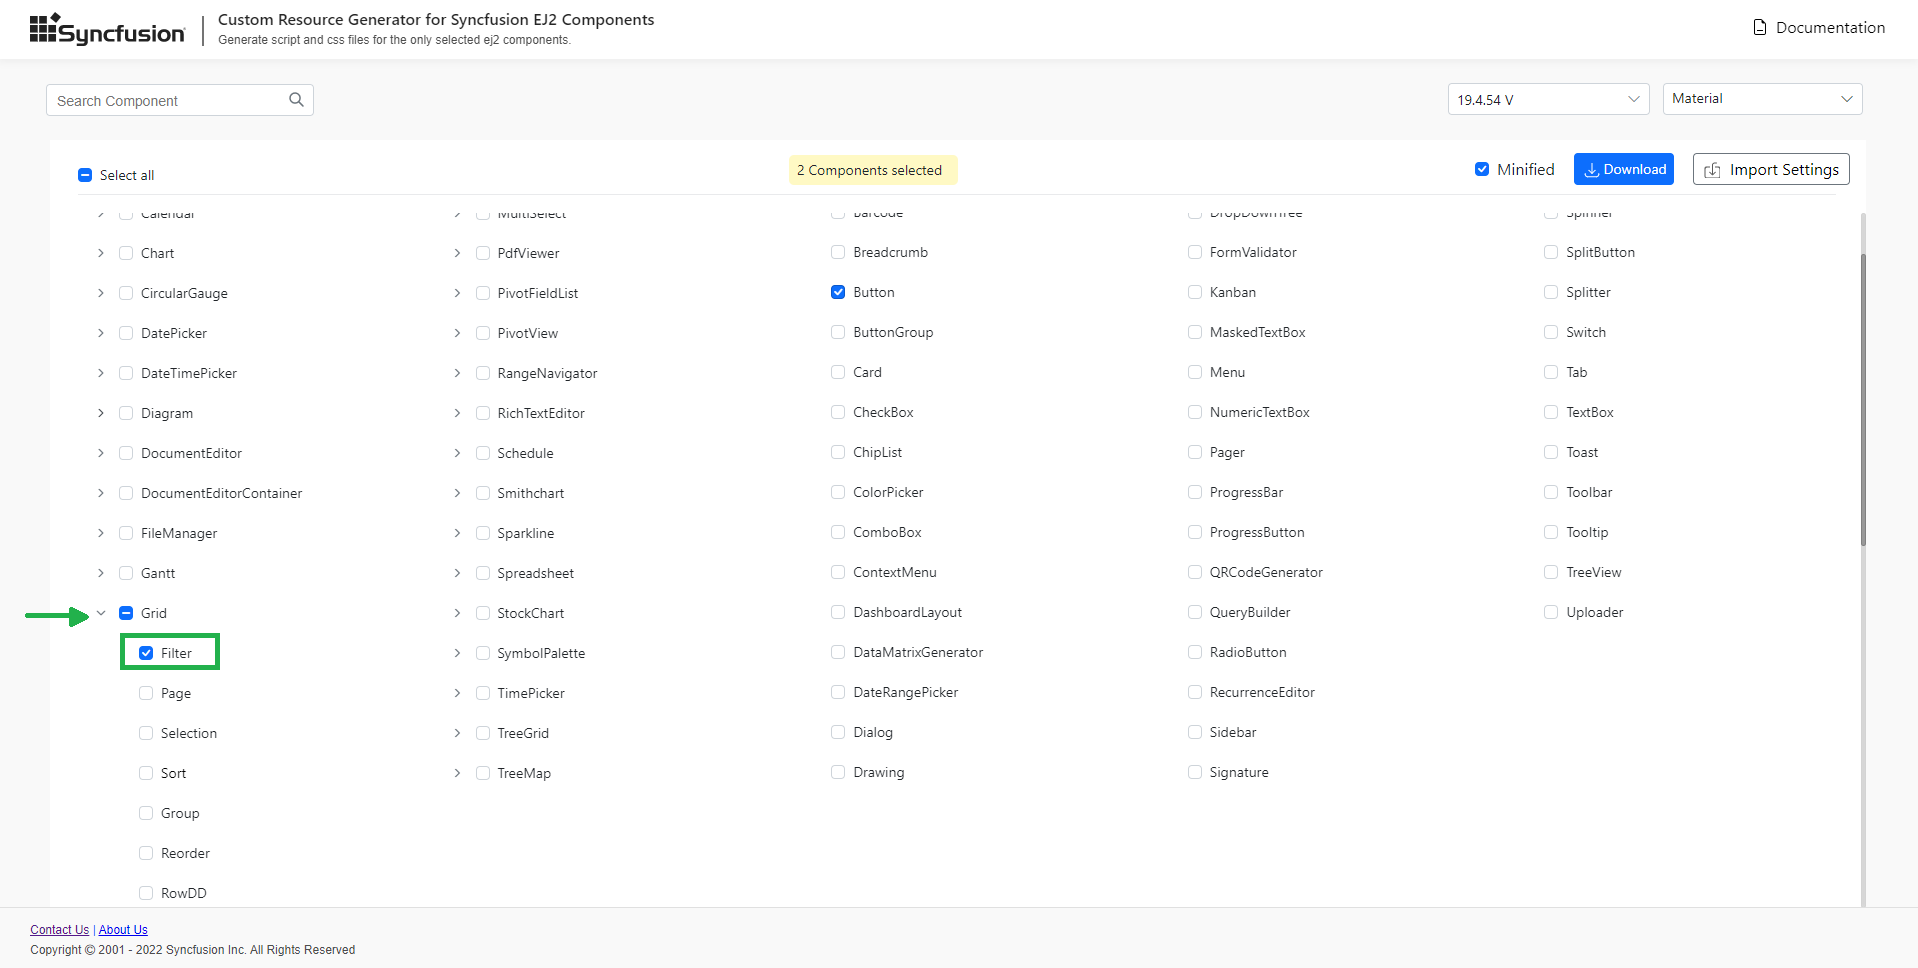 Syncfusion
Custom Resource Generator for Syncfusion EJ2 Components
Generate script and css files for the only selected ej2 components.
Documentation
Search Component
19.4.54 V
Material
Select all
2 Components selected
Minified
Download
Import Settings
Calendar
Chart
CircularGauge
DatePicker
DateTimePicker
Diagram
DocumentEditor
DocumentEditorContainer
FileManager
Gantt
Grid
Filter
Page
Selection
Sort
Group
Reorder
RowDD
MultiSelect
PdfViewer
PivotFieldList
PivotView
RangeNavigator
RichTextEditor
Schedule
Smithchart
Sparkline
Spreadsheet
StockChart
SymbolPalette
TimePicker
TreeGrid
TreeMap
Barcode
Breadcrumb
Button
ButtonGroup
Card
CheckBox
ChipList
ColorPicker
ComboBox
ContextMenu
DashboardLayout
DataMatrixGenerator
DateRangePicker
Dialog
Drawing
DropDownTree
FormValidator
Kanban
MaskedTextBox
Menu
NumericTextBox
Pager
ProgressBar
ProgressButton
QRCodeGenerator
QueryBuilder
RadioButton
RecurrenceEditor
Sidebar
Signature
Spinner
SplitButton
Splitter
Switch
Tab
TextBox
Toast
Toolbar
Tooltip
TreeView
Uploader
Contact Us | About Us
Copyright © 2001 - 2022 Syncfusion Inc. All Rights Reserved